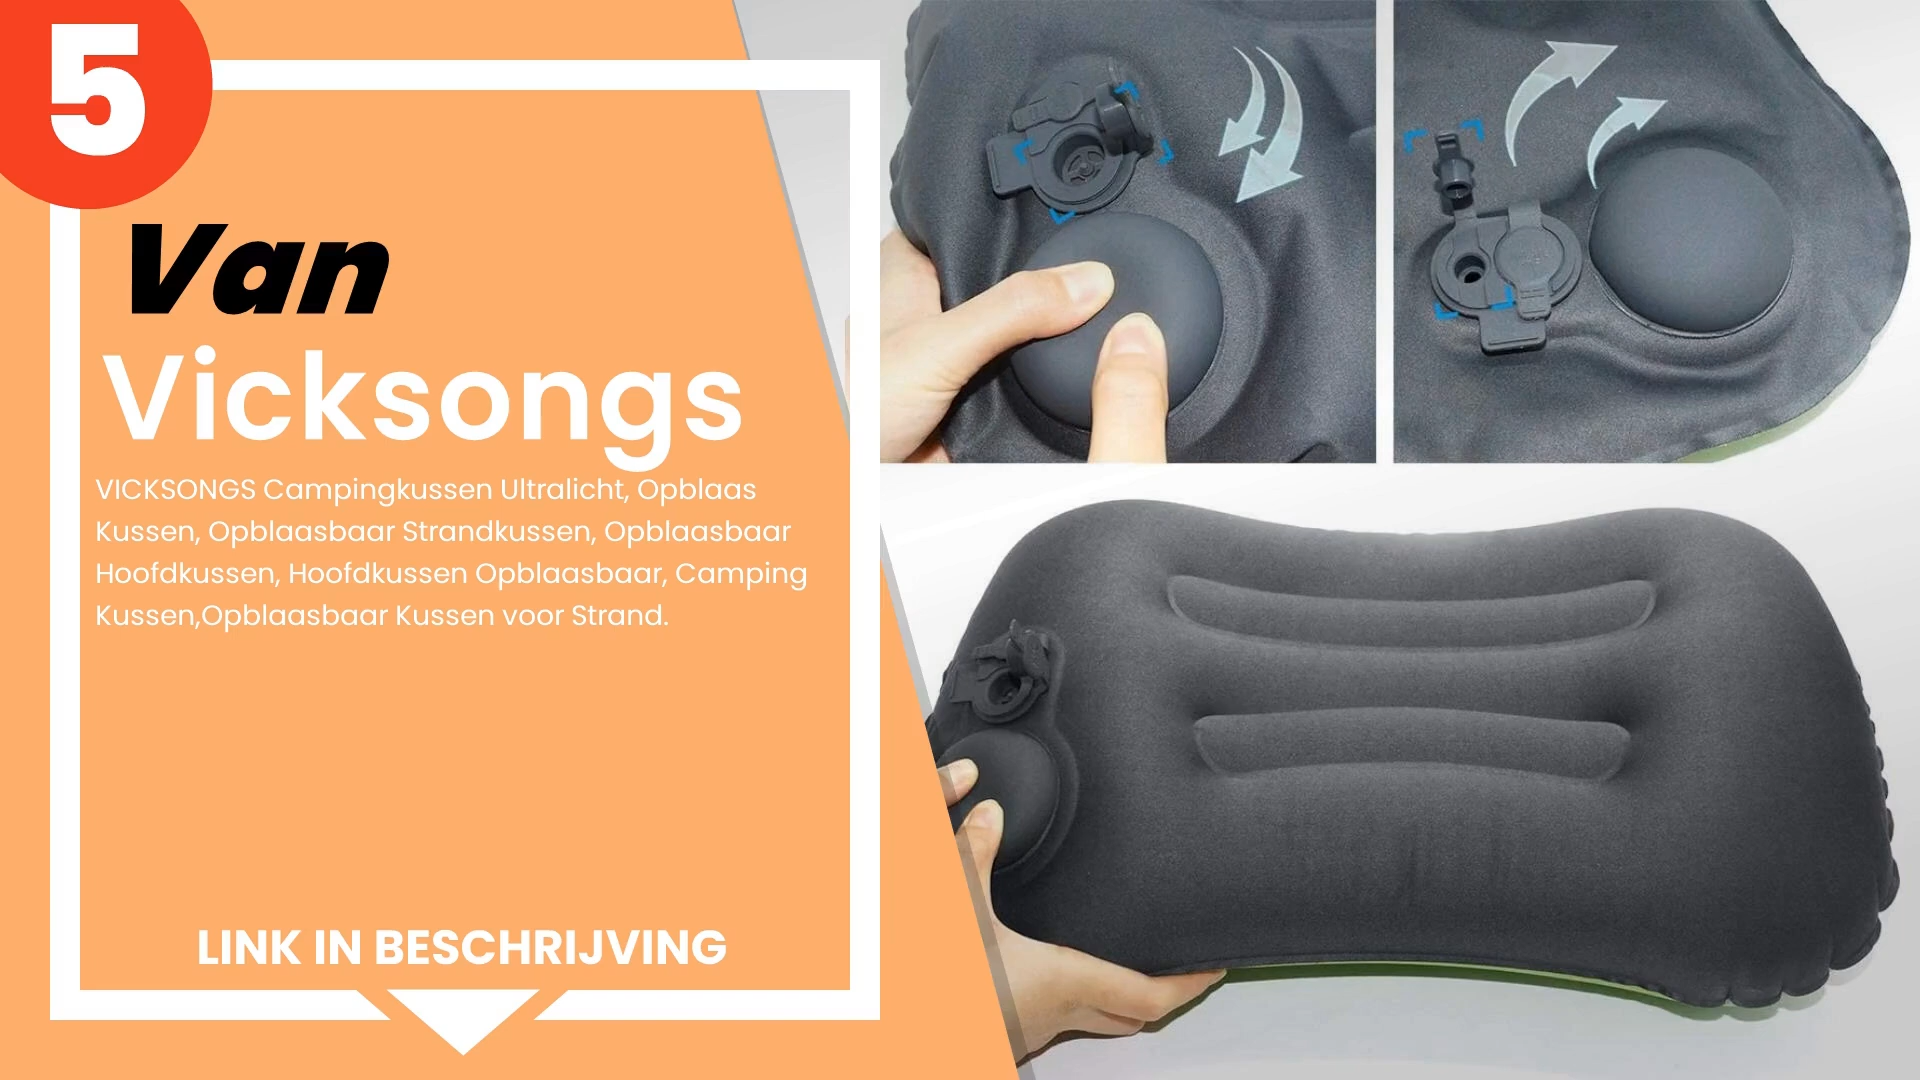 5
Van
Vicksongs
VICKSONGS Campingkussen Ultralicht, Opblaas
Kussen, Opblaasbaar Strandkussen, Opblaasbaar
Hoofdkussen, Hoofdkussen Opblaasbaar, Camping
Kussen,Opblaasbaar Kussen voor Strand.
LINK IN BESCHRIJVING